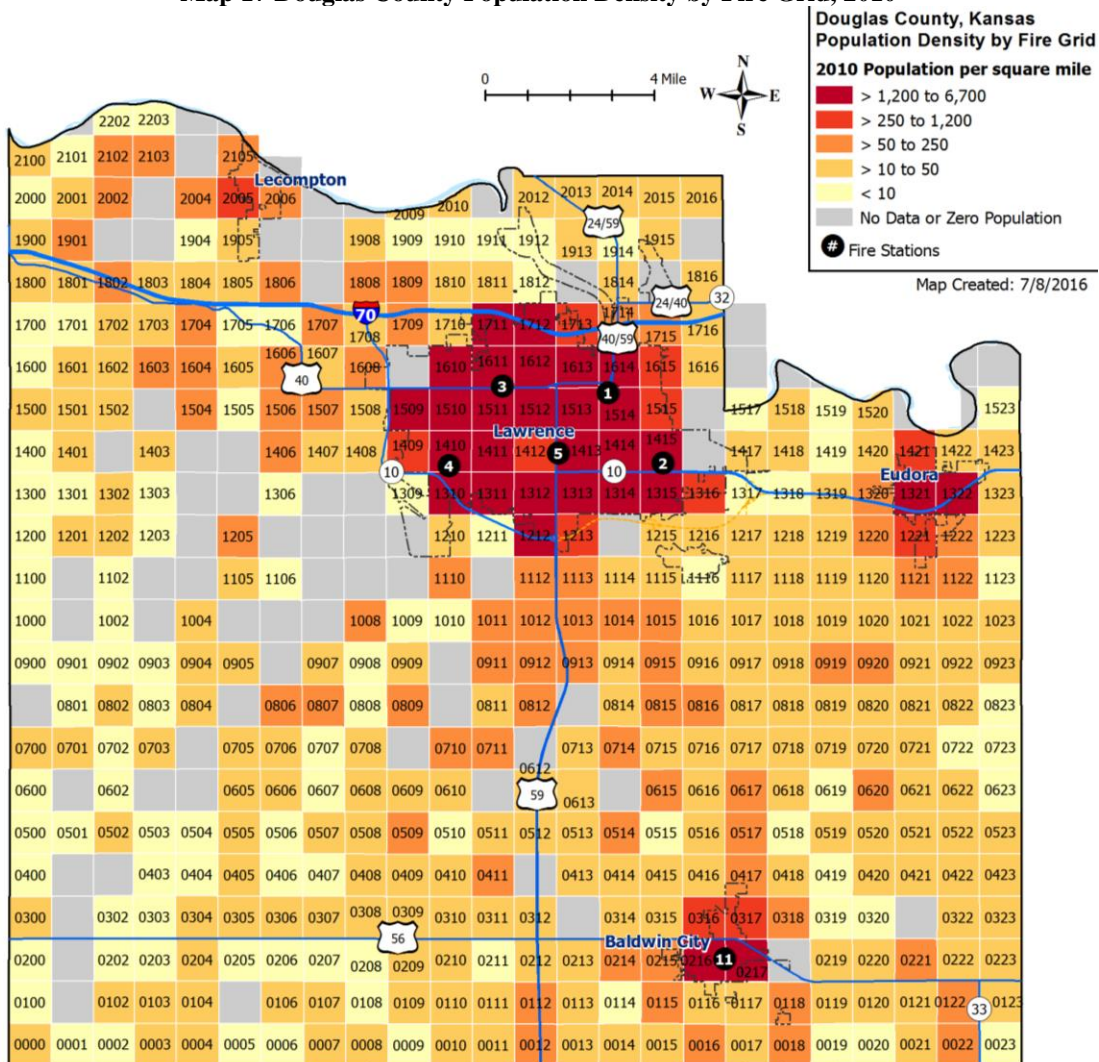 Map 1: Douglas County Population Density by Fire Grid, 2010
Douglas County, Kansas
Population Density by Fire Grid
2010 Population per square mile
> 1,200 to 6,700
> 250 to 1,200
> 50 to 250
> 10 to 50
< 10
No Data or Zero Population
# Fire Stations
Map Created: 7/8/2016
0 4 Mile
N
W E
S
2202 2203
2100 2101 2102 2103 2105
Lecompton
2000 2001 2002 2004 2005 2006 2009 2010 2012 2013 2014 2015 2016
24/59
1900 1901 1904 1905 1908 1909 1910 1911 1912 1913 1914 1915
1800 1801 1802 1803 1804 1805 1806 1808 1809 1810 1811 1812 1814 1816
24/40 32
70
1700 1701 1702 1703 1704 1705 1706 1707 1708 1709 1710 1711 1712 1713 1714 1715 1716
40/59
1600 1601 1602 1603 1604 1605 1606 1607 1608 1610 1611 1612 1613 1614 1615 1616
40 3 1
1500 1501 1502 1504 1505 1506 1507 1508 1509 1510 1511 1512 1513 1514 1515 1517 1518 1519 1520 1523
Lawrence
1400 1401 1403 1406 1407 1408 1409 1410 1411 1412 1413 1414 1415 1417 1418 1419 1420 1421 1422 1423
10 4 5 10 2
Eudora
1300 1301 1302 1303 1306 1309 1310 1311 1312 1313 1314 1315 1316 1317 1318 1319 1320 1321 1322 1323
1200 1201 1202 1203 1205 1210 1211 1212 1213 1215 1216 1217 1218 1219 1220 1221 1222 1223
1100 1102 1105 1106 1110 1112 1113 1114 1115 1116 1117 1118 1119 1120 1121 1122 1123
1000 1002 1004 1008 1009 1010 1011 1012 1013 1014 1015 1016 1017 1018 1019 1020 1021 1022 1023
0900 0901 0902 0903 0904 0905 0907 0908 0909 0911 0912 0913 0914 0915 0916 0917 0918 0919 0920 0921 0922 0923
0801 0802 0803 0804 0806 0807 0808 0809 0811 0812 0814 0815 0816 0817 0818 0819 0820 0821 0822 0823
0700 0701 0702 0703 0705 0706 0707 0708 0710 0711 0713 0714 0715 0716 0717 0718 0719 0720 0721 0722 0723
0600 0602 0605 0606 0607 0608 0609 0610 0612 0613 0615 0616 0617 0618 0619 0620 0621 0622 0623
59
0500 0501 0502 0503 0504 0505 0506 0507 0508 0509 0510 0511 0512 0513 0514 0515 0516 0517 0518 0519 0520 0521 0522 0523
0400 0403 0404 0405 0406 0407 0408 0409 0410 0411 0413 0414 0415 0416 0417 0418 0419 0420 0421 0422 0423
0300 0302 0303 0304 0305 0306 0307 0308 0309 0310 0311 0312 0314 0315 0316 0317 0318 0319 0320 0322 0323
56
Baldwin City
0200 0202 0203 0204 0205 0206 0207 0208 0209 0210 0211 0212 0213 0214 0215 0216 11 0217 0219 0220 0221 0222 0223
0100 0102 0103 0104 0106 0107 0108 0109 0110 0111 0112 0113 0114 0115 0116 0117 0118 0119 0120 0121 0122 33 0123
0000 0001 0002 0003 0004 0005 0006 0007 0008 0009 0010 0011 0012 0013 0014 0015 0016 0017 0018 0019 0020 0021 0022 0023